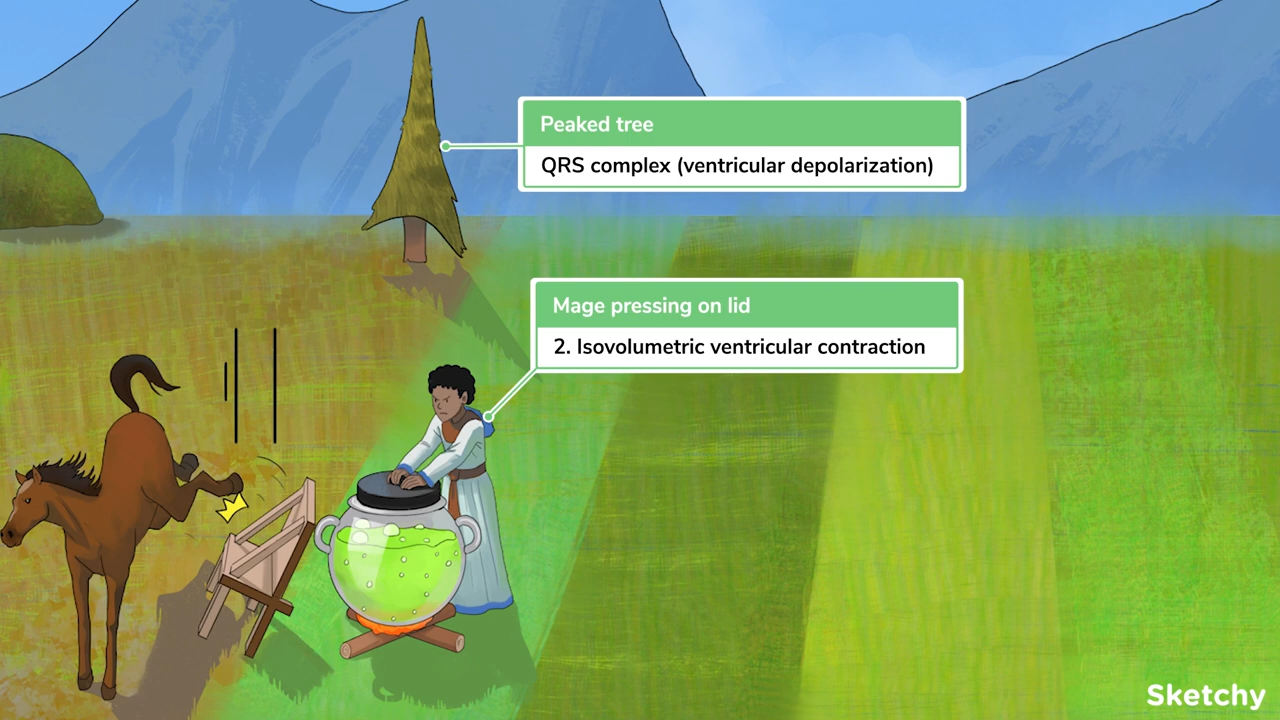 Peaked tree
QRS complex (ventricular depolarization)
Mage pressing on lid
2. Isovolumetric ventricular contraction
Sketchy